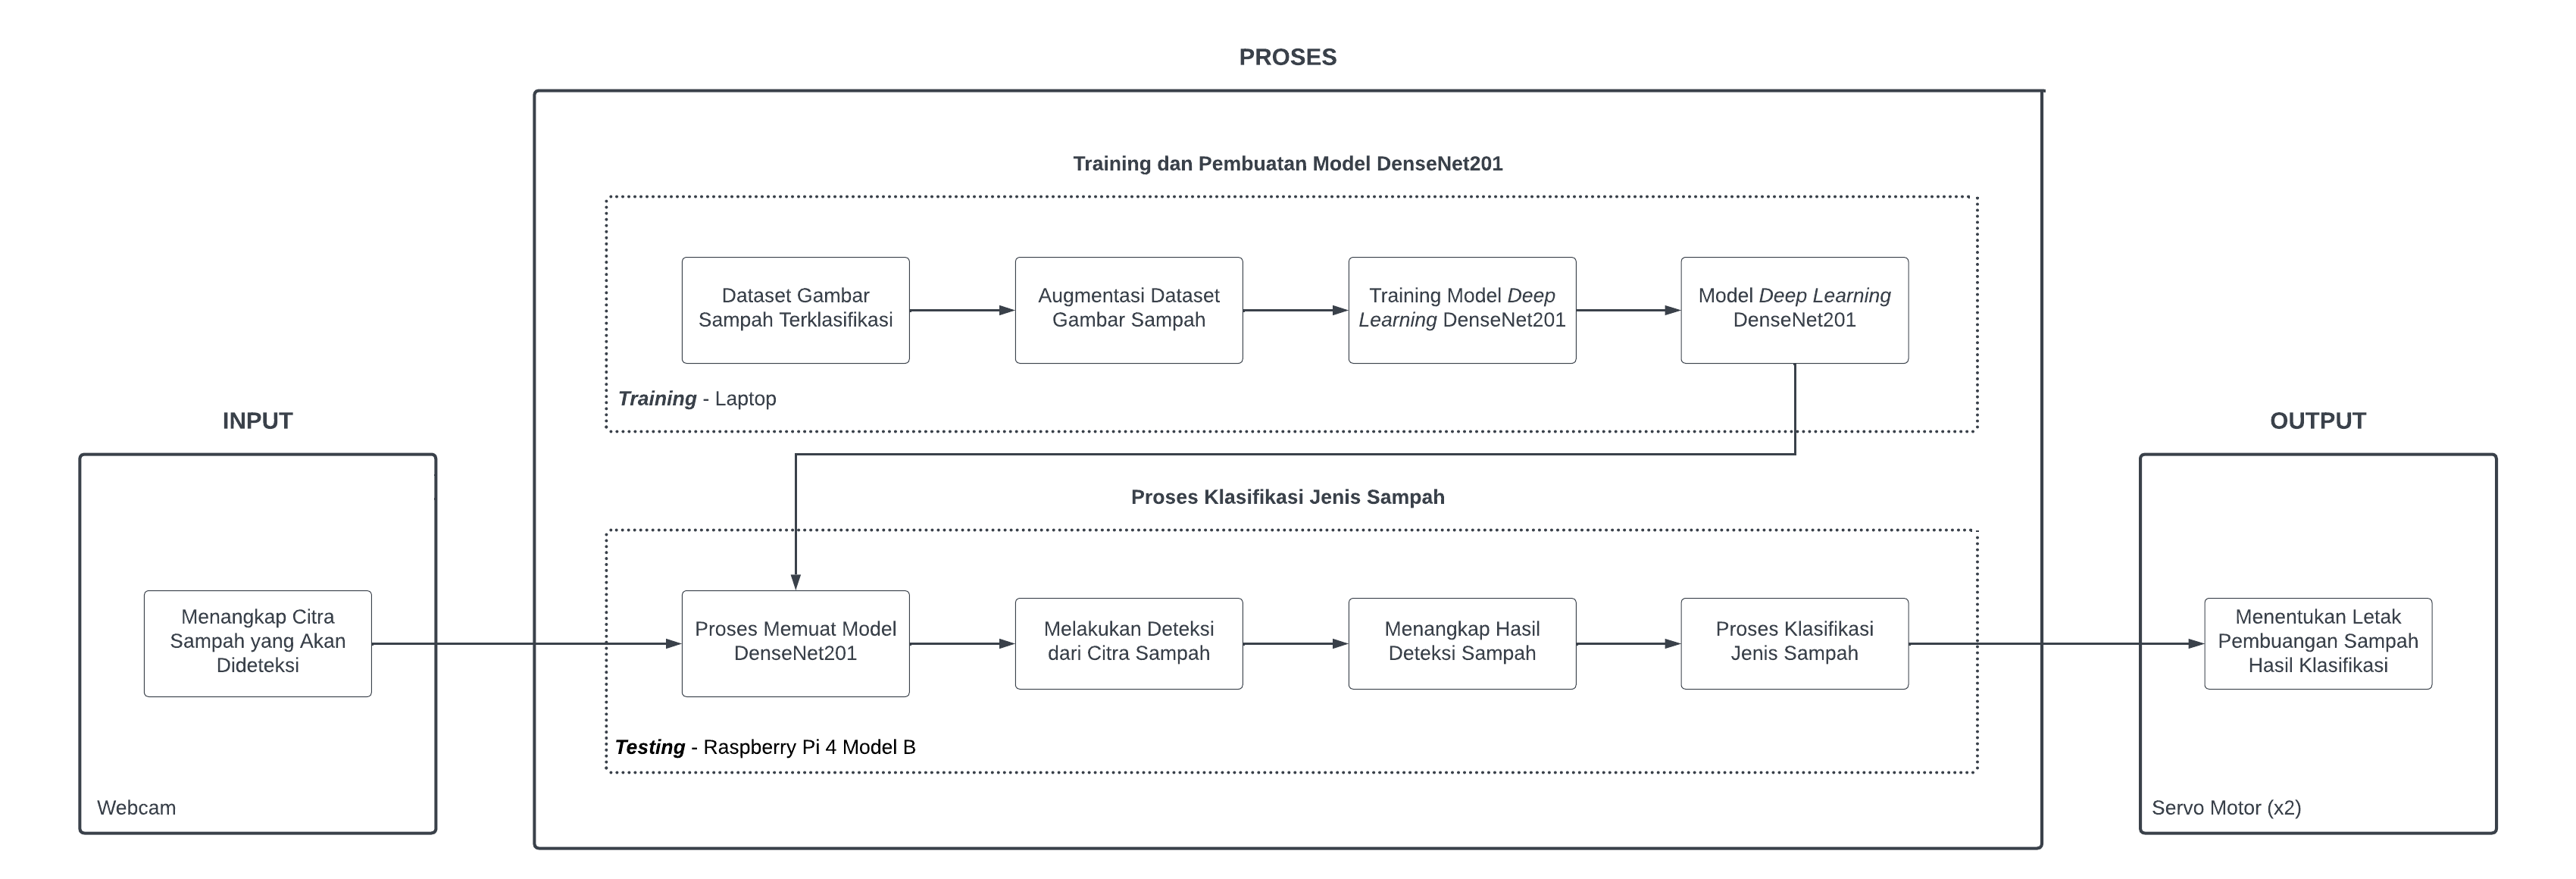 PROSES
Training dan Pembuatan Model DenseNet201
Dataset Gambar
Sampah Terklasifikasi
Augmentasi Dataset
Gambar Sampah
Training Model Deep
Learning DenseNet201
Model Deep Learning
DenseNet201
Training - Laptop
INPUT
Menangkap Citra
Sampah yang Akan
Dideteksi
Webcam
Proses Klasifikasi Jenis Sampah
Proses Memuat Model
DenseNet201
Melakukan Deteksi
dari Citra Sampah
Menangkap Hasil
Deteksi Sampah
Proses Klasifikasi
Jenis Sampah
Testing - Raspberry Pi 4 Model B
OUTPUT
Menentukan Letak
Pembuangan Sampah
Hasil Klasifikasi
Servo Motor (x2)